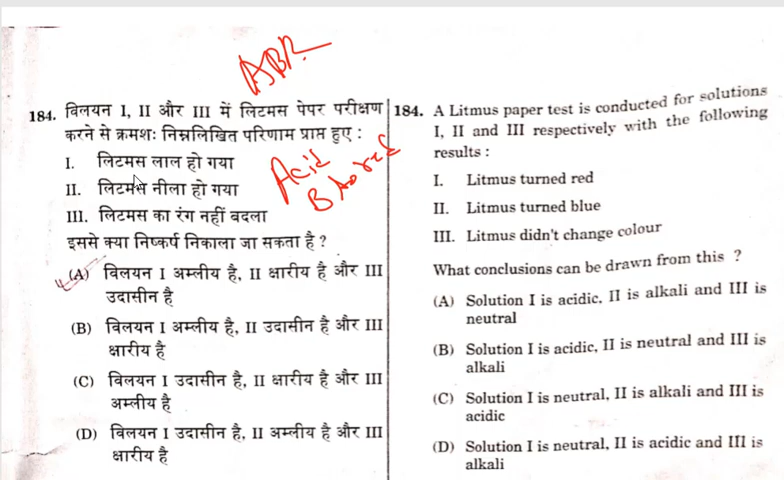 ABR
184. विलयन I, II और III में लिटमस पेपर परीक्षण
करने से क्रमशः निम्नलिखित परिणाम प्राप्त हुए :
I. लिटमस लाल हो गया
II. लिटमस नीला हो गया
III. लिटमस का रंग नहीं बदला
इससे क्या निष्कर्ष निकाला जा सकता है ?
(A) विलयन I अम्लीय है, II क्षारीय है और III
उदासीन है
(B) विलयन I अम्लीय है, II उदासीन है और III
क्षारीय है
(C) विलयन I उदासीन है, II क्षारीय है और III
अम्लीय है
(D) विलयन I उदासीन है, II अम्लीय है और III
क्षारीय है
Acid
B to red
184. A Litmus paper test is conducted for solutions
I, II and III respectively with the following
results :
I. Litmus turned red
II. Litmus turned blue
III. Litmus didn't change colour
What conclusions can be drawn from this ?
(A) Solution I is acidic, II is alkali and III is
neutral
(B) Solution I is acidic, II is neutral and III is
alkali
(C) Solution I is neutral, II is alkali and III is
acidic
(D) Solution I is neutral, II is acidic and III is
alkali